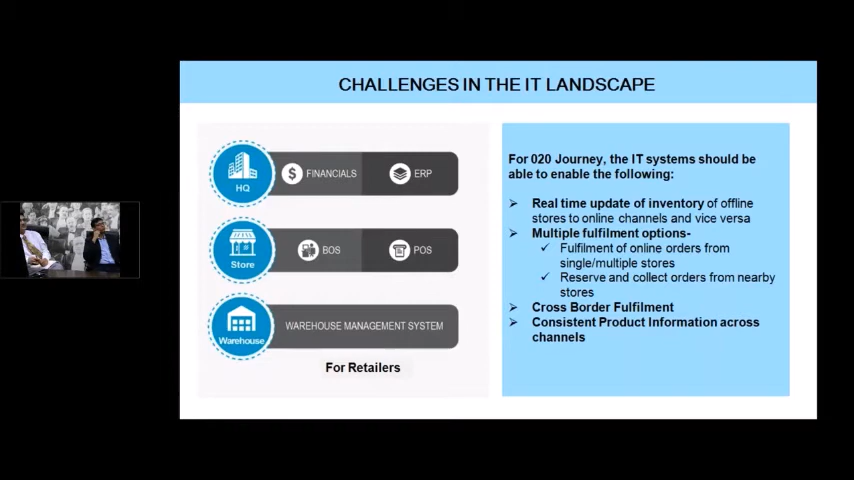 CHALLENGES IN THE IT LANDSCAPE
HQ
FINANCIALS
ERP
Store
BOS
POS
Warehouse
WAREHOUSE MANAGEMENT SYSTEM
For Retailers
For 020 Journey, the IT systems should be
able to enable the following:
Real time update of inventory of offline
stores to online channels and vice versa
Multiple fulfilment options-
Fulfilment of online orders from
single/multiple stores
Reserve and collect orders from nearby
stores
Cross Border Fulfilment
Consistent Product Information across
channels